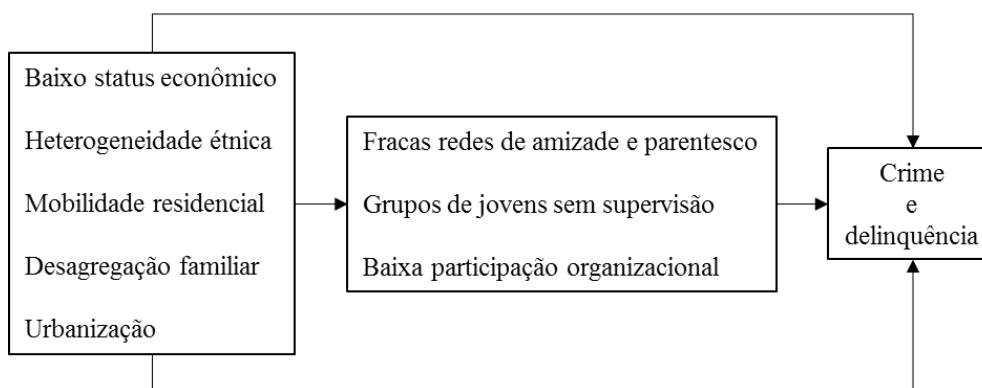 Baixo status econômico
Heterogeneidade étnica
Mobilidade residencial
Desagregação familiar
Urbanização
Fracas redes de amizade e parentesco
Grupos de jovens sem supervisão
Baixa participação organizacional
Crime
e
delinquência